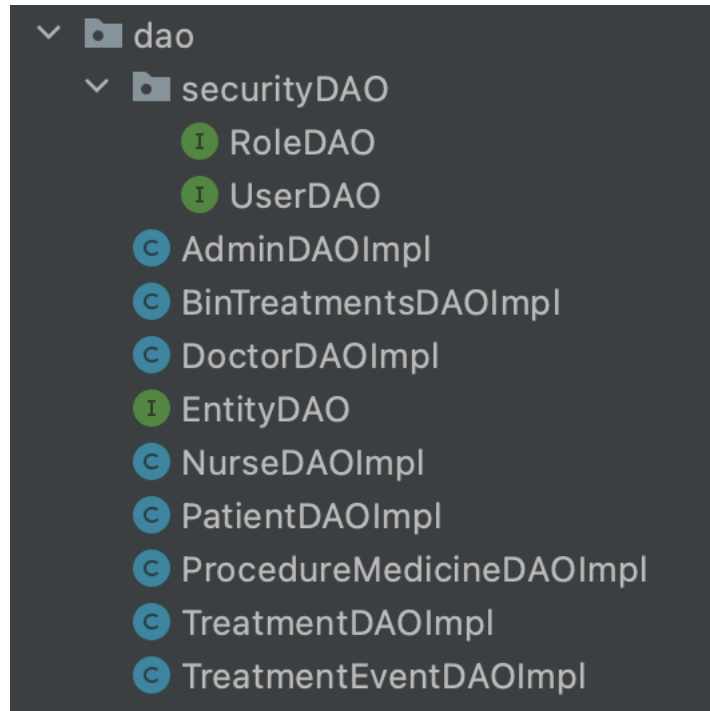 dao
securityDAO
I RoleDAO
I UserDAO
C AdminDAOImpl
C BinTreatmentsDAOImpl
C DoctorDAOImpl
I EntityDAO
C NurseDAOImpl
C PatientDAOImpl
C ProcedureMedicineDAOImpl
C TreatmentDAOImpl
C TreatmentEventDAOImpl